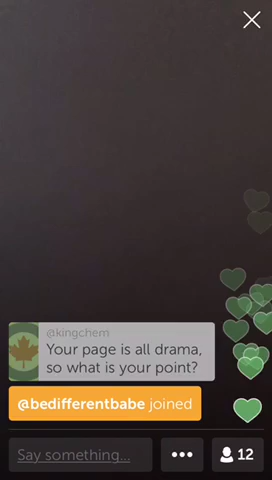 @kingchem
Your page is all drama,
so what is your point?
@bedifferentbabe joined
Say something...
12